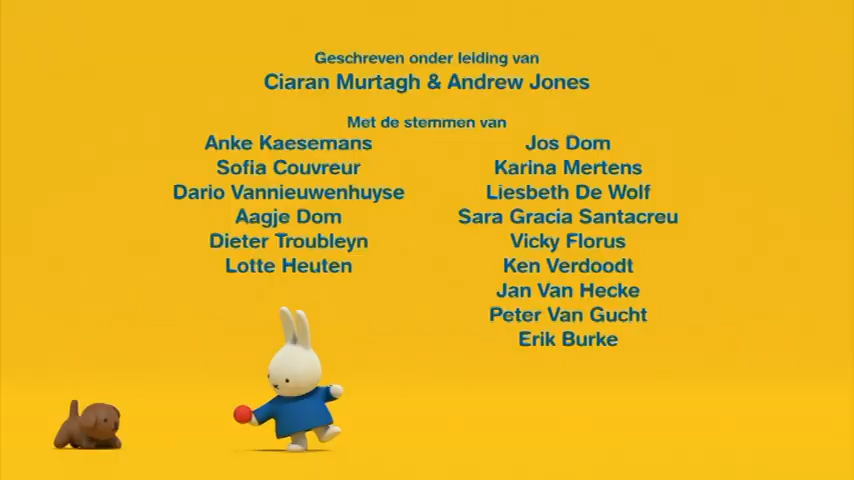 Geschreven onder leiding van
Ciaran Murtagh & Andrew Jones
Met de stemmen van
Anke Kaesemans
Sofia Couvreur
Dario Vannieuwenhuyse
Aagje Dom
Dieter Troubleyn
Lotte Heuten
Jos Dom
Karina Mertens
Liesbeth De Wolf
Sara Gracia Santacreu
Vicky Florus
Ken Verdoodt
Jan Van Hecke
Peter Van Gucht
Erik Burke